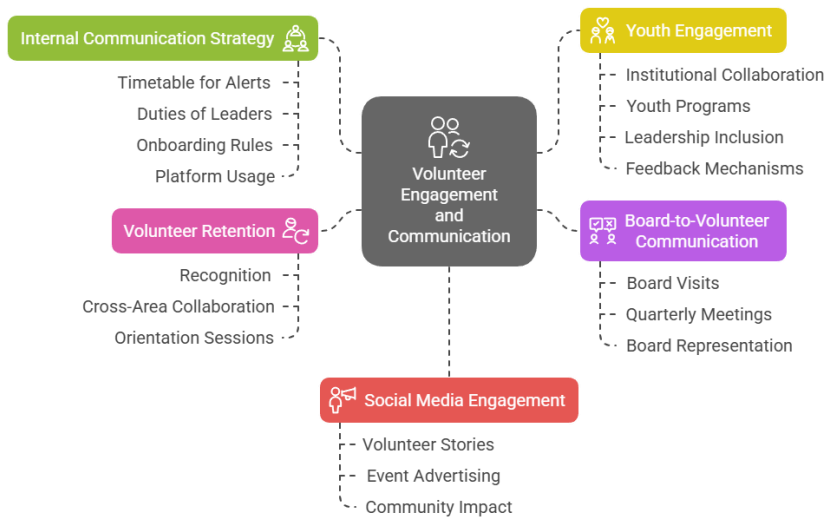 Internal Communication Strategy
Timetable for Alerts
Duties of Leaders
Onboarding Rules
Platform Usage
Volunteer Retention
Recognition
Cross-Area Collaboration
Orientation Sessions
Volunteer
Engagement
and
Communication
Youth Engagement
Institutional Collaboration
Youth Programs
Leadership Inclusion
Feedback Mechanisms
Board-to-Volunteer
Communication
Board Visits
Quarterly Meetings
Board Representation
Social Media Engagement
Volunteer Stories
Event Advertising
Community Impact